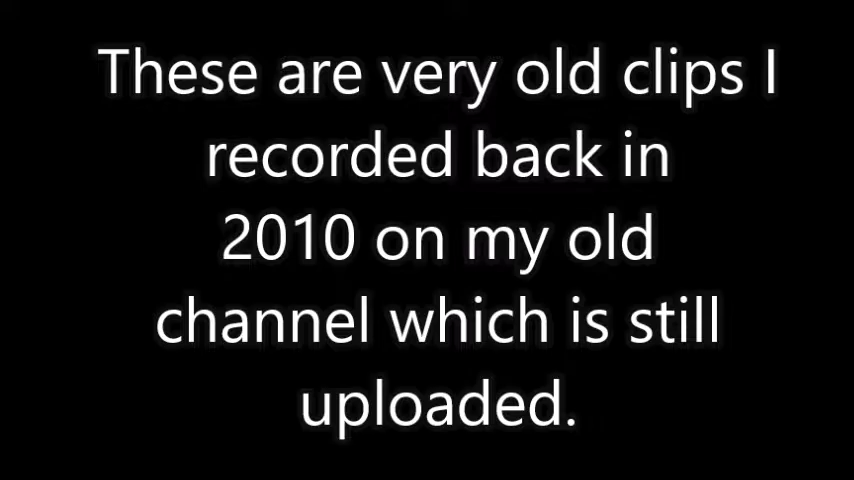 These are very old clips I
recorded back in
2010 on my old
channel which is still
uploaded.